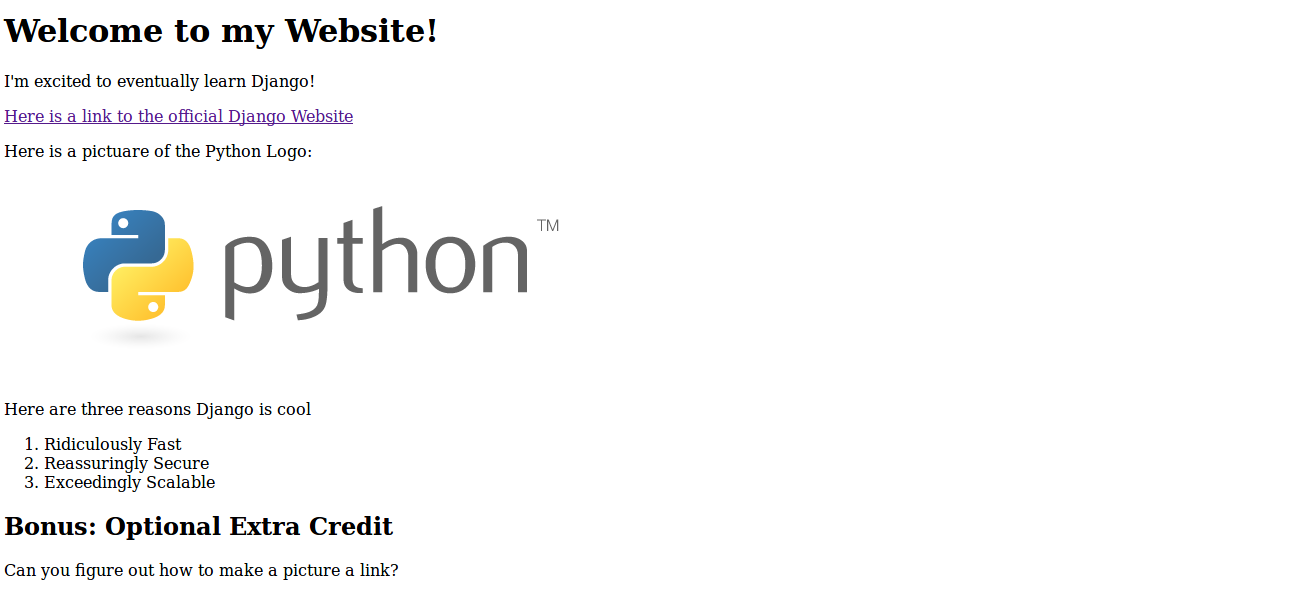 Welcome to my Website!
I'm excited to eventually learn Django!
Here is a link to the official Django Website
Here is a pictuare of the Python Logo:
python TM
Here are three reasons Django is cool
1. Ridiculously Fast
2. Reassuringly Secure
3. Exceedingly Scalable
Bonus: Optional Extra Credit
Can you figure out how to make a picture a link?